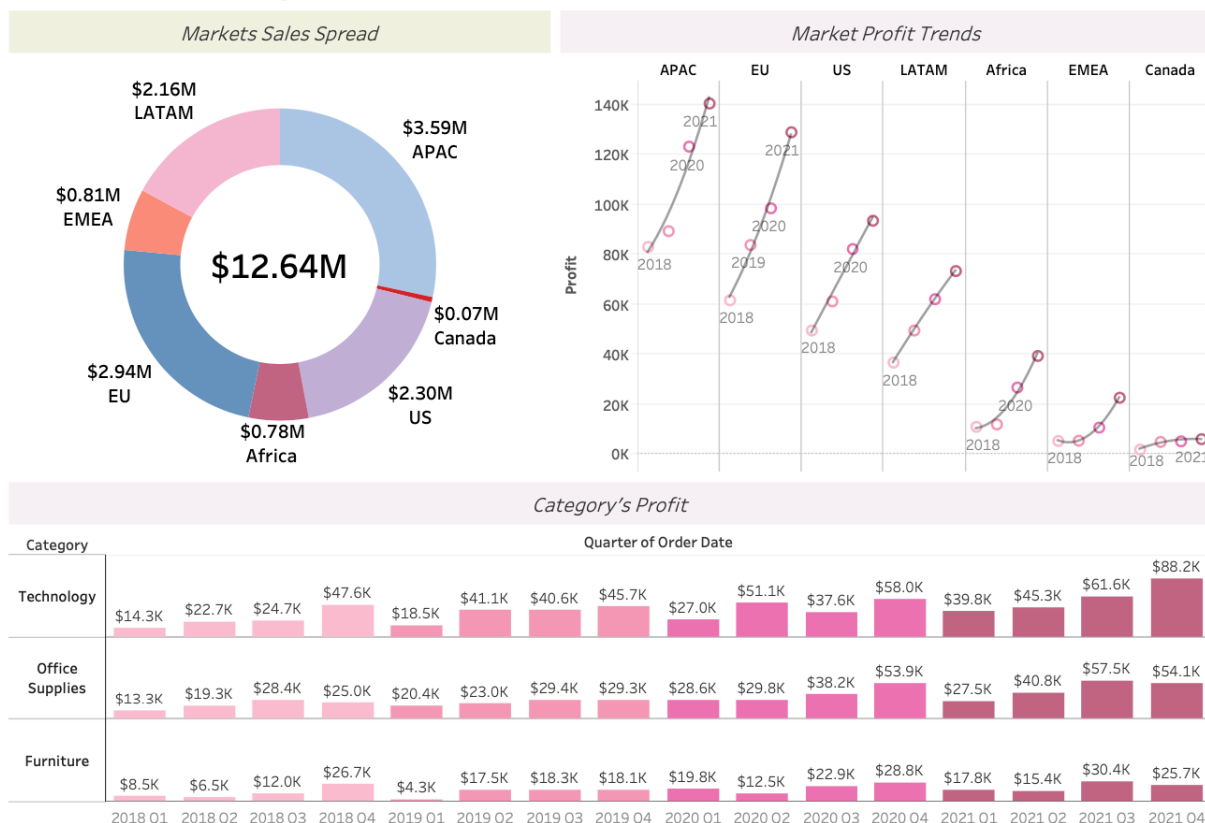 Markets Sales Spread
$2.16M
LATAM
$3.59M
APAC
$0.81M
EMEA
$12.64M
$0.07M
Canada
$2.94M
EU
$2.30M
US
$0.78M
Africa
Market Profit Trends
APAC EU US LATAM Africa EMEA Canada
Profit
140K
120K
100K
80K
60K
40K
20K
0K
2021
2020
2018
2021
2020
2019
2018
2020
2018
2018
2020
2018
2018
2018 2021
Category's Profit
Category Quarter of Order Date
Technology
$14.3K $22.7K $24.7K $47.6K $18.5K $41.1K $40.6K $45.7K $27.0K $51.1K $37.6K $58.0K $39.8K $45.3K $61.6K $88.2K
Office
Supplies
$13.3K $19.3K $28.4K $25.0K $20.4K $23.0K $29.4K $29.3K $28.6K $29.8K $38.2K $53.9K $27.5K $40.8K $57.5K $54.1K
Furniture
$8.5K $6.5K $12.0K $26.7K $4.3K $17.5K $18.3K $18.1K $19.8K $12.5K $22.9K $28.8K $17.8K $15.4K $30.4K $25.7K
2018 Q1 2018 Q2 2018 Q3 2018 Q4 2019 Q1 2019 Q2 2019 Q3 2019 Q4 2020 Q1 2020 Q2 2020 Q3 2020 Q4 2021 Q1 2021 Q2 2021 Q3 2021 Q4